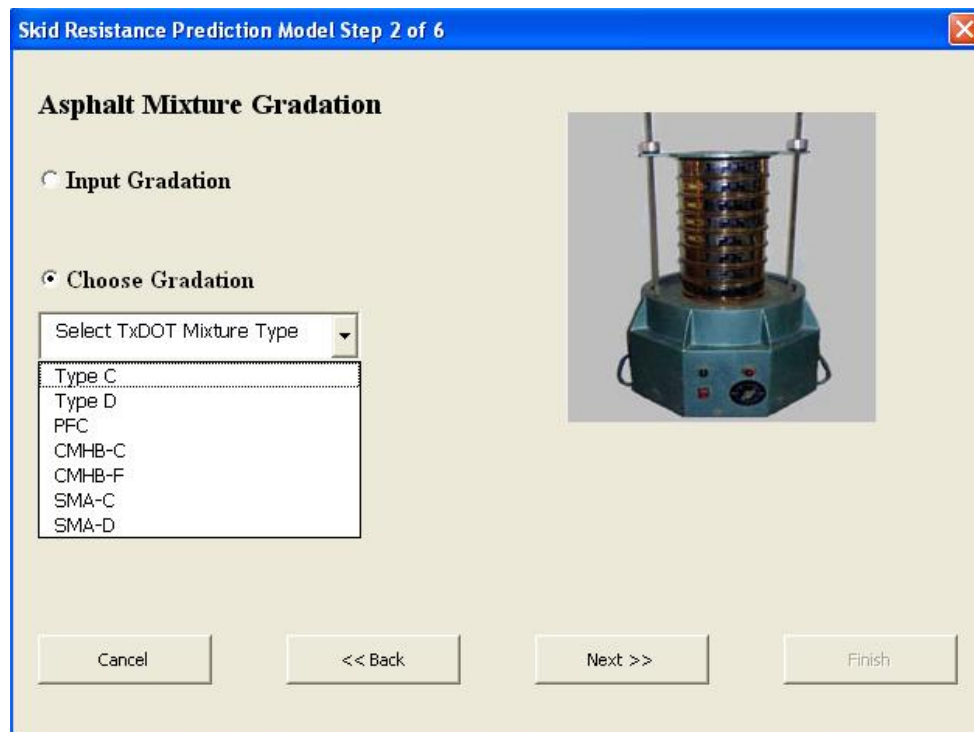 Skid Resistance Prediction Model Step 2 of 6
Asphalt Mixture Gradation
Input Gradation
Choose Gradation
Select TxDOT Mixture Type
Type C
Type D
PFC
CMHB-C
CMHB-F
SMA-C
SMA-D
Cancel
<< Back
Next >>
Finish